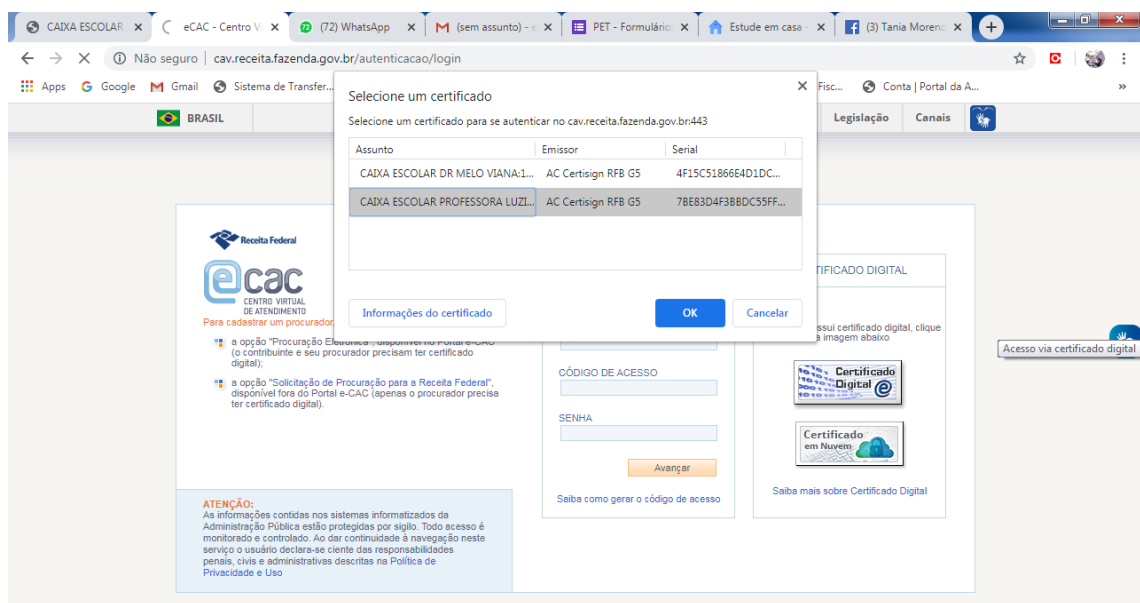 CAIXA ESCOLAR
eCAC - Centro Vi
(72) WhatsApp
(sem assunto) - e
PET - Formulário
Estude em casa -
(3) Tania Moreno
Não seguro | cav.receita.fazenda.gov.br/autenticacao/login
Apps
Google
Gmail
Sistema de Transfer...
Fisc...
Conta | Portal da A...
»
BRASIL
Legislação
Canais
Selecione um certificado
Selecione um certificado para se autenticar no cav.receita.fazenda.gov.br:443
Assunto Emissor Serial
CAIXA ESCOLAR DR MELO VIANA:1... AC Certisign RFB G5 4F15C51866E4D1DC...
CAIXA ESCOLAR PROFESSORA LUZI... AC Certisign RFB G5 7BE83D4F3BBDC55FF...
Informações do certificado
OK
Cancelar
Receita Federal
ecac
CENTRO VIRTUAL
DE ATENDIMENTO
Para cadastrar um procurador
a opção "Procuração Eletrônica", disponível no Portal e-CAC
(o contribuinte e seu procurador precisam ter certificado
digital);
a opção "Solicitação de Procuração para a Receita Federal",
disponível fora do Portal e-CAC (apenas o procurador precisa
ter certificado digital).
ATENÇÃO:
As informações contidas nos sistemas informatizados da
Administração Pública estão protegidas por sigilo. Todo acesso é
monitorado e controlado. Ao dar continuidade à navegação neste
serviço o usuário declara-se ciente das responsabilidades
penais, civis e administrativas descritas na Política de
Privacidade e Uso
CÓDIGO DE ACESSO
SENHA
Avançar
Saiba como gerar o código de acesso
TIFICADO DIGITAL
ssui certificado digital, clique
a imagem abaixo
Certificado
Digital
Certificado
em Nuvem
Saiba mais sobre Certificado Digital
Acesso via certificado digital